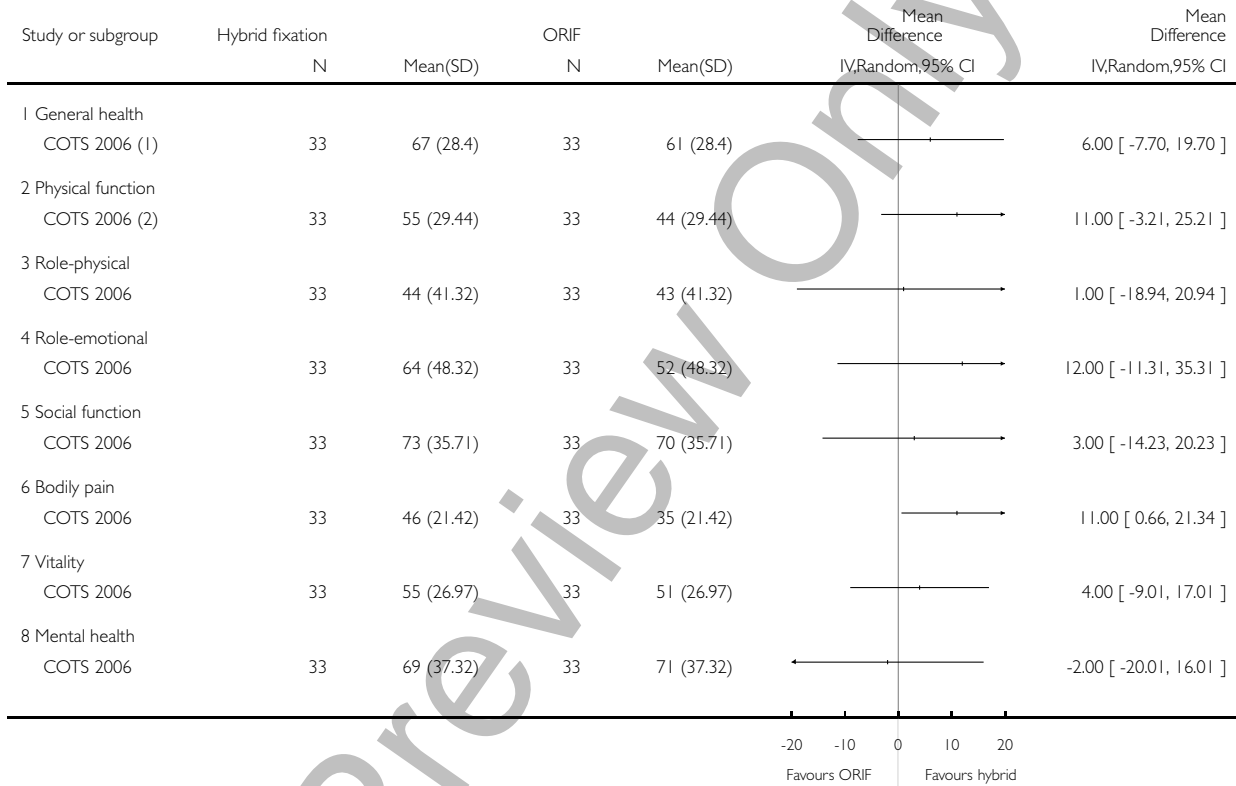 Study or subgroup Hybrid fixation ORIF Mean Difference Mean Difference
N Mean(SD) N Mean(SD) IV,Random,95% CI IV,Random,95% CI
1 General health
COTS 2006 (1) 33 67 (28.4) 33 61 (28.4) 6.00 [ -7.70, 19.70 ]
2 Physical function
COTS 2006 (2) 33 55 (29.44) 33 44 (29.44) 11.00 [ -3.21, 25.21 ]
3 Role-physical
COTS 2006 33 44 (41.32) 33 43 (41.32) 1.00 [ -18.94, 20.94 ]
4 Role-emotional
COTS 2006 33 64 (48.32) 33 52 (48.32) 12.00 [ -11.31, 35.31 ]
5 Social function
COTS 2006 33 73 (35.71) 33 70 (35.71) 3.00 [ -14.23, 20.23 ]
6 Bodily pain
COTS 2006 33 46 (21.42) 33 35 (21.42) 11.00 [ 0.66, 21.34 ]
7 Vitality
COTS 2006 33 55 (26.97) 33 51 (26.97) 4.00 [ -9.01, 17.01 ]
8 Mental health
COTS 2006 33 69 (37.32) 33 71 (37.32) -2.00 [ -20.01, 16.01 ]
-20 -10 0 10 20
Favours ORIF Favours hybrid
Preview Only